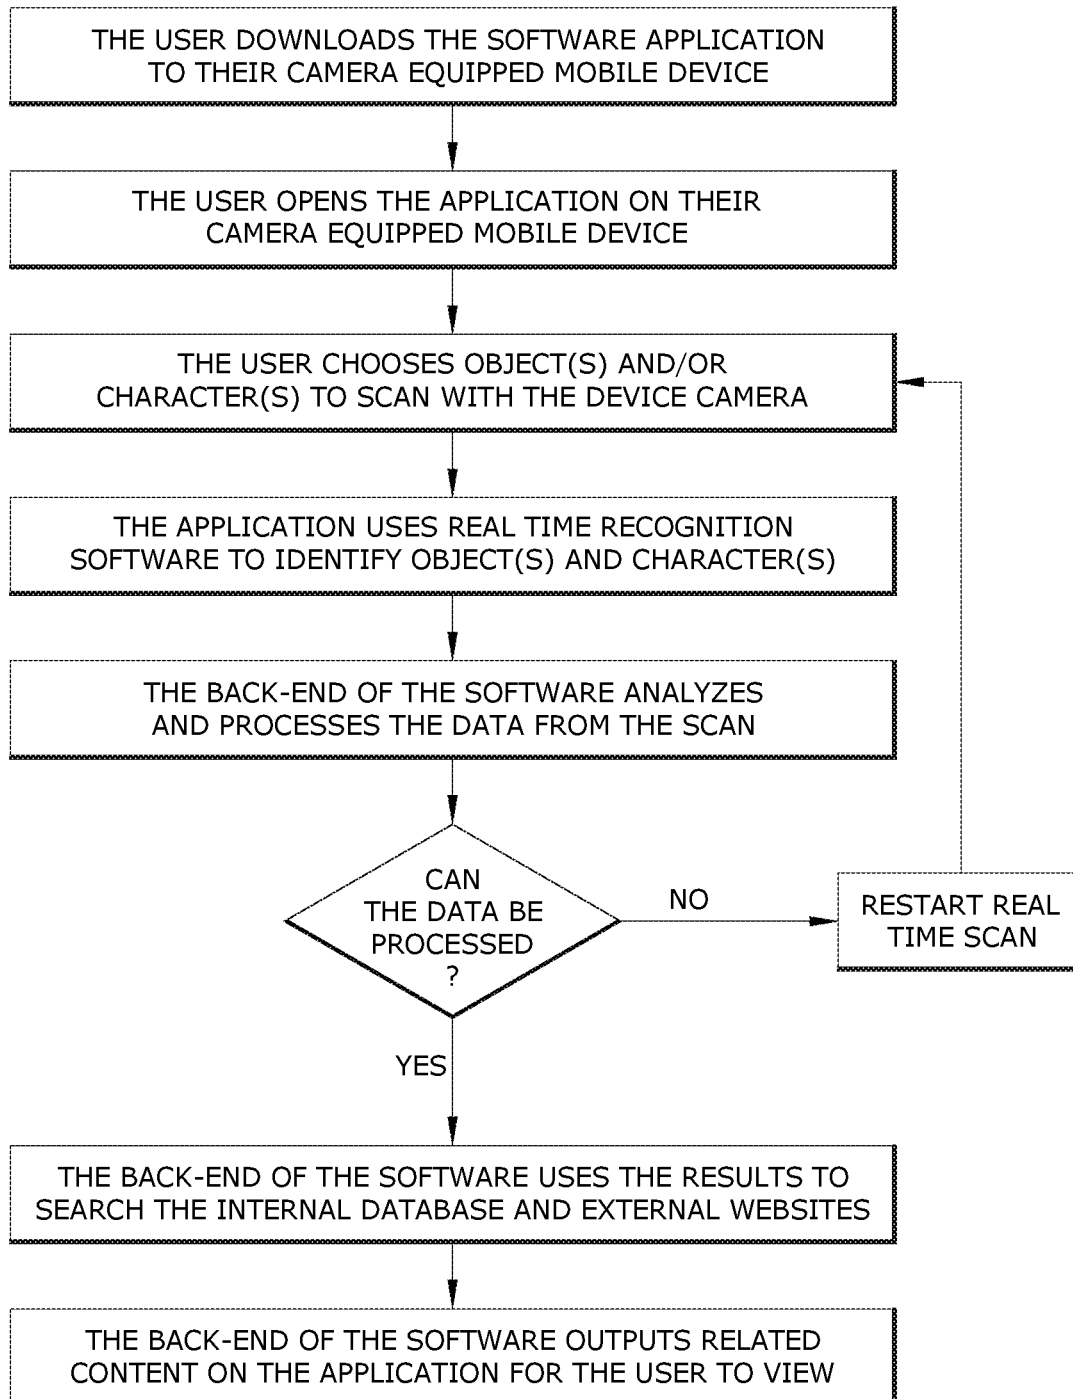 THE USER DOWNLOADS THE SOFTWARE APPLICATION
TO THEIR CAMERA EQUIPPED MOBILE DEVICE
THE USER OPENS THE APPLICATION ON THEIR
CAMERA EQUIPPED MOBILE DEVICE
THE USER CHOOSES OBJECT(S) AND/OR
CHARACTER(S) TO SCAN WITH THE DEVICE CAMERA
THE APPLICATION USES REAL TIME RECOGNITION
SOFTWARE TO IDENTIFY OBJECT(S) AND CHARACTER(S)
THE BACK-END OF THE SOFTWARE ANALYZES
AND PROCESSES THE DATA FROM THE SCAN
CAN
THE DATA BE
PROCESSED
?
NO
RESTART REAL
TIME SCAN
YES
THE BACK-END OF THE SOFTWARE USES THE RESULTS TO
SEARCH THE INTERNAL DATABASE AND EXTERNAL WEBSITES
THE BACK-END OF THE SOFTWARE OUTPUTS RELATED
CONTENT ON THE APPLICATION FOR THE USER TO VIEW